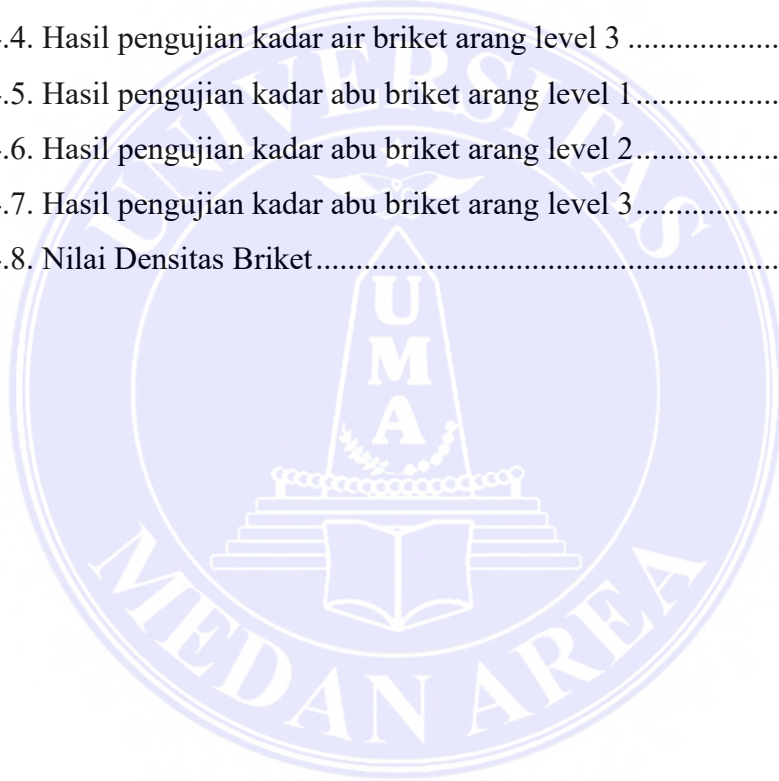 .4. Hasil pengujian kadar air briket arang level 3 ....................
.5. Hasil pengujian kadar abu briket arang level 1 ...................
.6. Hasil pengujian kadar abu briket arang level 2 ...................
.7. Hasil pengujian kadar abu briket arang level 3 ...................
.8. Nilai Densitas Briket ..........................................................
UNIVERSITAS
U
M
A
MEDAN AREA